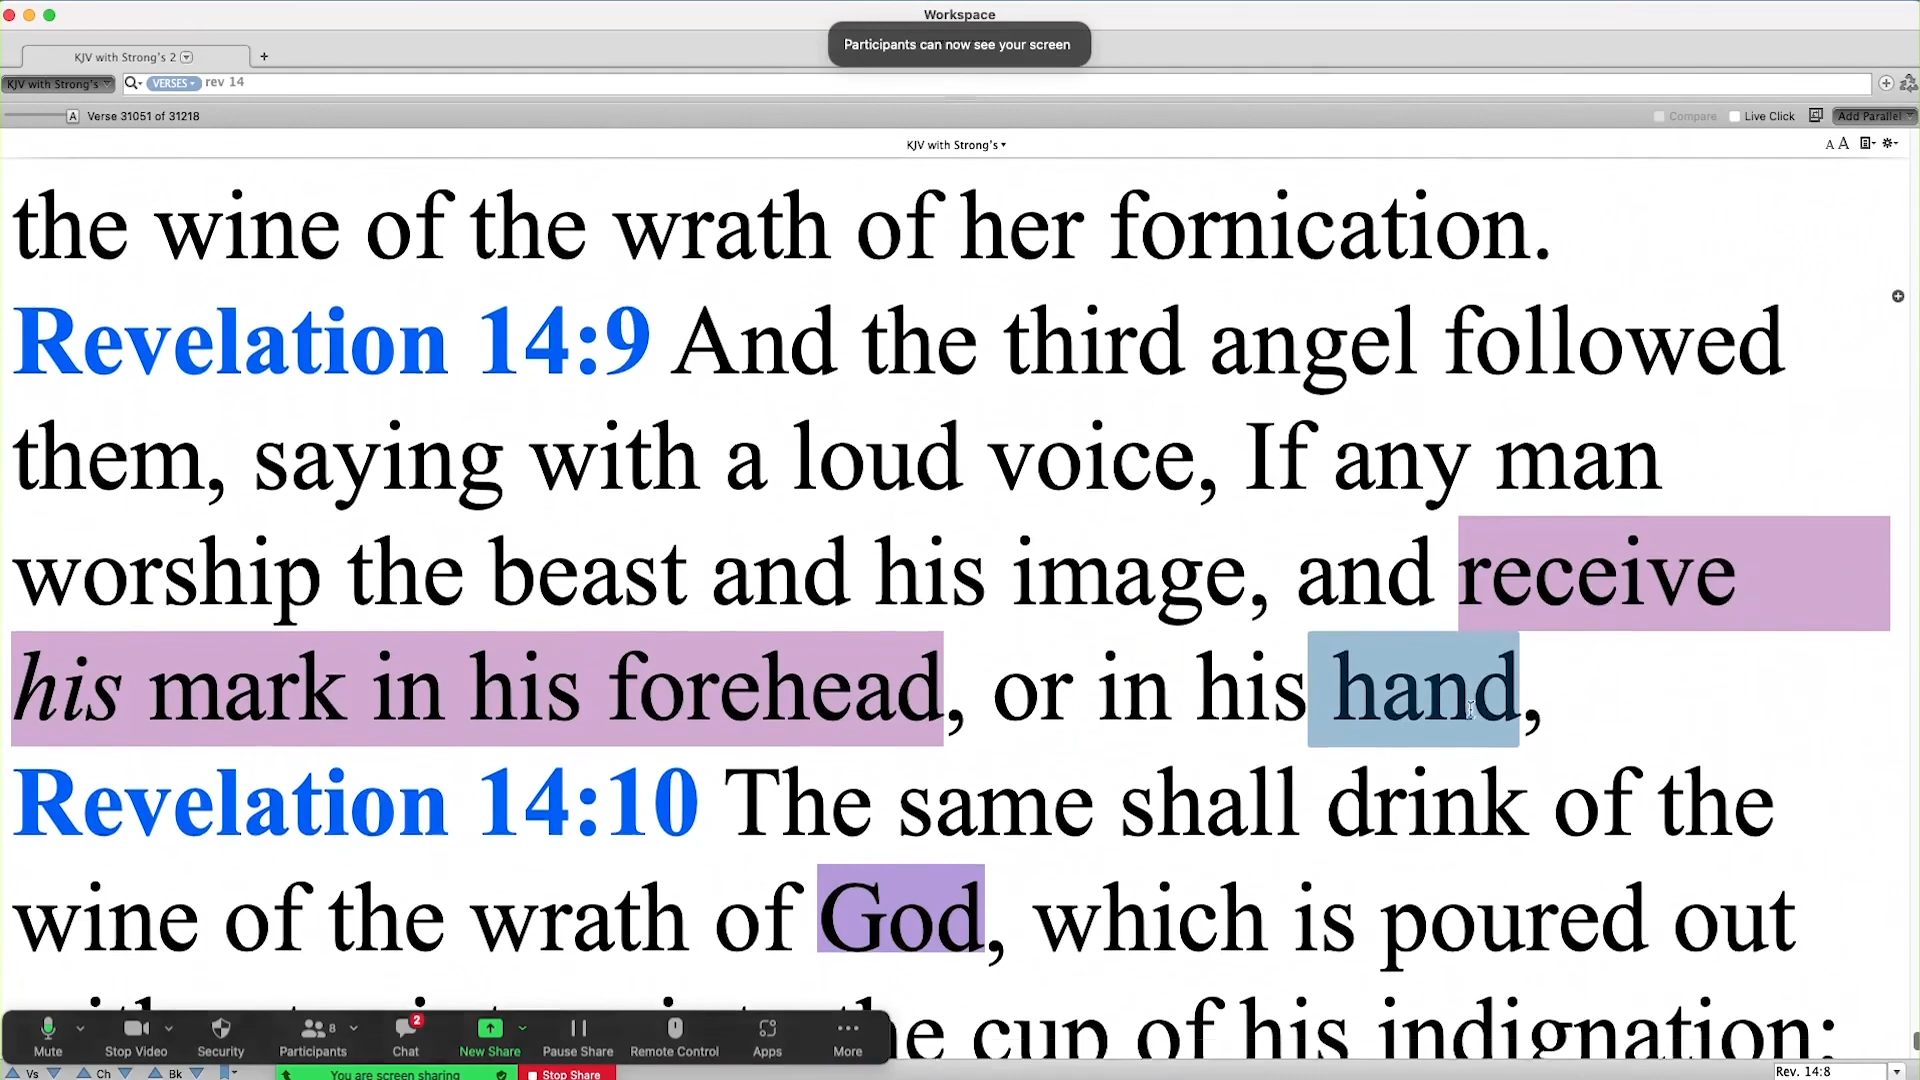 Workspace
Participants can now see your screen
KJV with Strong's 2
+
KJV with Strong's
VERSES
rev 14
A Verse 31051 of 31218
Compare
Live Click
Add Parallel
KJV with Strong's
A A
the wine of the wrath of her fornication.
Revelation 14:9 And the third angel followed
them, saying with a loud voice, If any man
worship the beast and his image, and receive
his mark in his forehead, or in his hand,
Revelation 14:10 The same shall drink of the
wine of the wrath of God, which is poured out
the cup of his indignation;
8
2
Mute
Stop Video
Security
Participants
Chat
New Share
Pause Share
Remote Control
Apps
More
Vs
Ch
Bk
You are screen sharing
Stop Share
Rev. 14:8